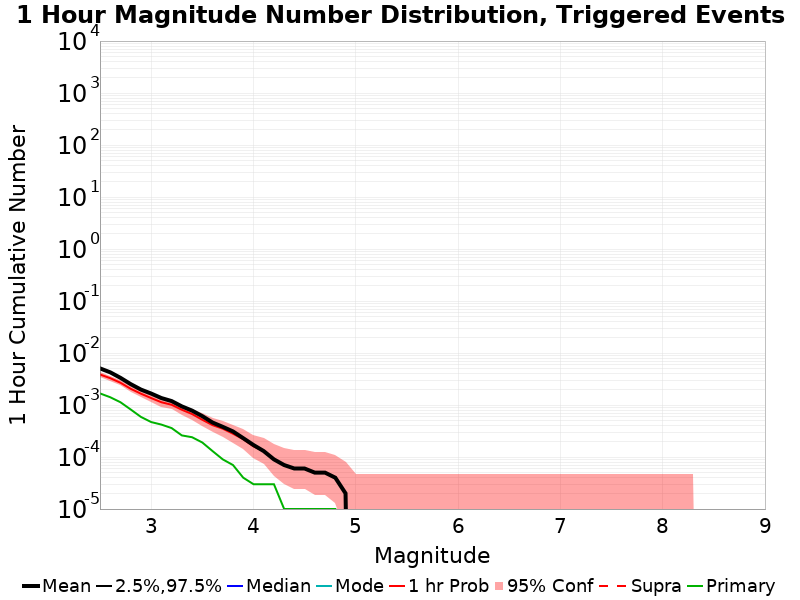 1 Hour Magnitude Number Distribution, Triggered Events
1 Hour Cumulative Number
10^4
10^3
10^2
10^1
10^0
10^-1
10^-2
10^-3
10^-4
10^-5
3 4 5 6 7 8 9
Magnitude
Mean 2.5%,97.5% Median Mode 1 hr Prob 95% Conf Supra Primary